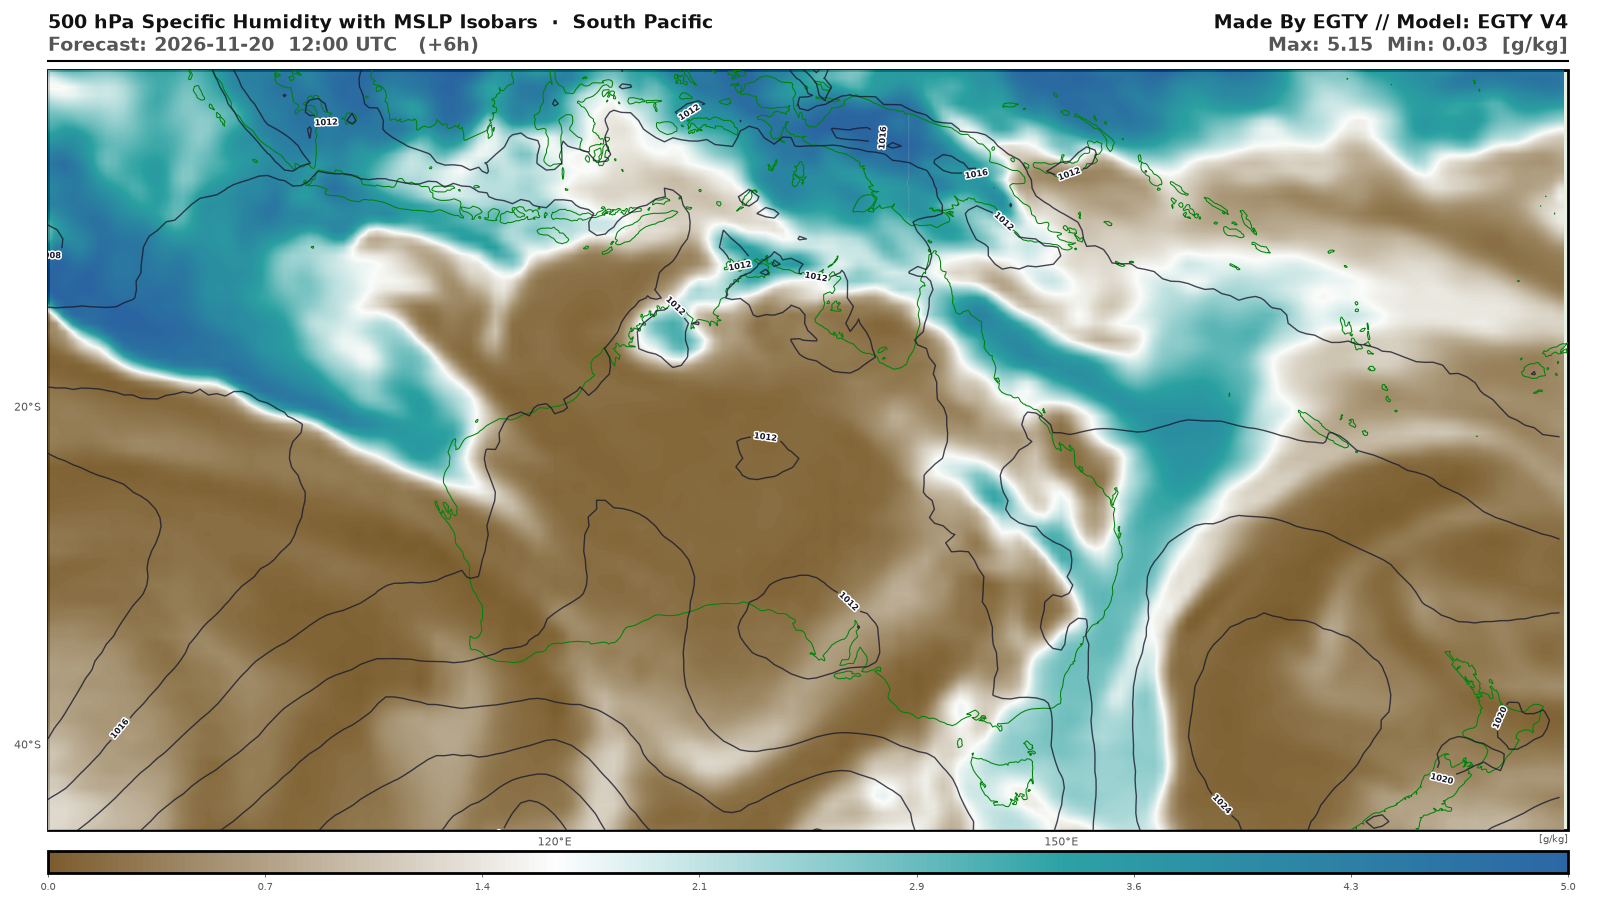 500 hPa Specific Humidity with MSLP Isobars · South Pacific
Made By EGTY // Model: EGTY V4
Forecast: 2026-11-20 12:00 UTC (+6h)
Max: 5.15 Min: 0.03 [g/kg]
1012
1012
1016
1016
1012
1012
08
1012
1012
1012
20°S
1012
1012
1016
1020
40°S
1020
1024
120°E
150°E
[g/kg]
0.0
0.7
1.4
2.1
2.9
3.6
4.3
5.0